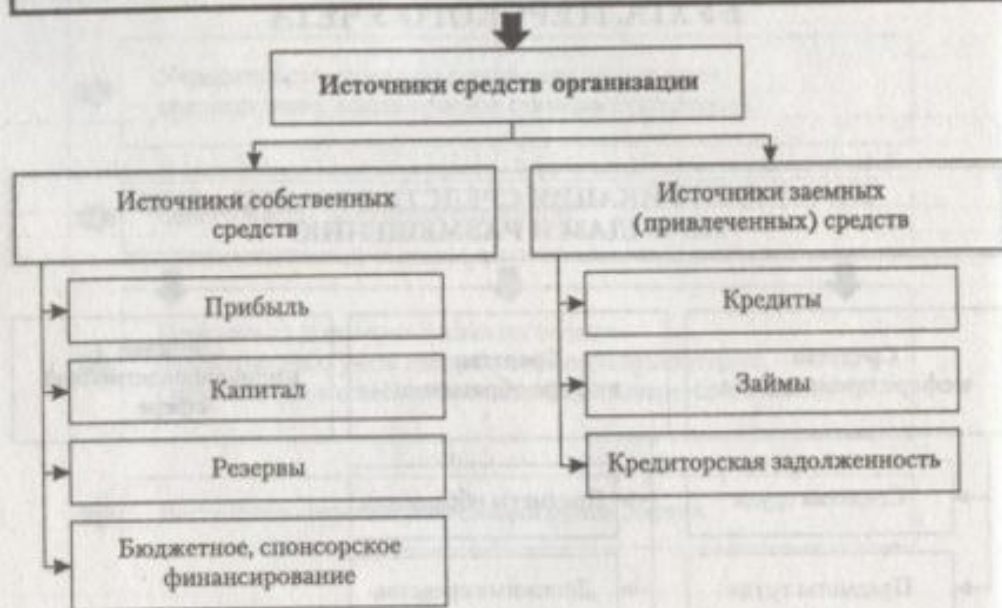 Источники средств организации
Источники собственных
средств
Источники заемных
(привлеченных) средств
Прибыль
Капитал
Резервы
Бюджетное, спонсорское
финансирование
Кредиты
Займы
Кредиторская задолженность